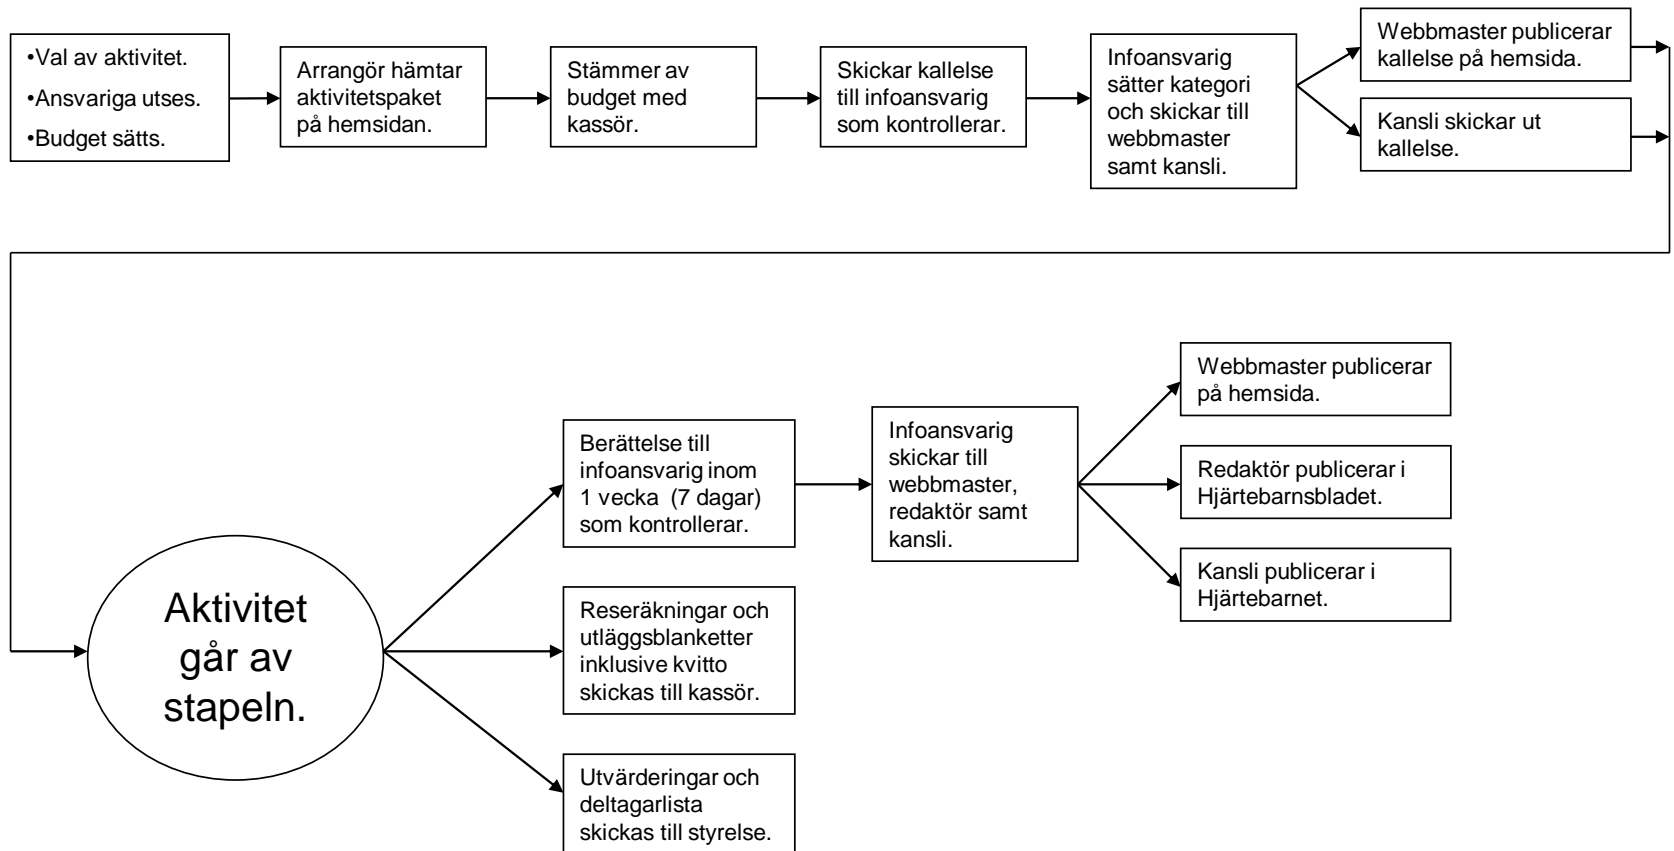 •Val av aktivitet.
•Ansvariga utses.
•Budget sätts.
Arrangör hämtar
aktivitetspaket
på hemsidan.
Stämmer av
budget med
kassör.
Skickar kallelse
till infoansvarig
som kontrollerar.
Infoansvarig
sätter kategori
och skickar till
webbmaster
samt kansli.
Webbmaster publicerar
kallelse på hemsida.
Kansli skickar ut
kallelse.
Aktivitet
går av
stapeln.
Berättelse till
infoansvarig inom
1 vecka (7 dagar)
som kontrollerar.
Infoansvarig
skickar till
webbmaster,
redaktör samt
kansli.
Webbmaster publicerar
på hemsida.
Redaktör publicerar i
Hjärtebarnsbladet.
Kansli publicerar i
Hjärtebarnet.
Reseräkningar och
utläggsblanketter
inklusive kvitto
skickas till kassör.
Utvärderingar och
deltagarlista
skickas till styrelse.